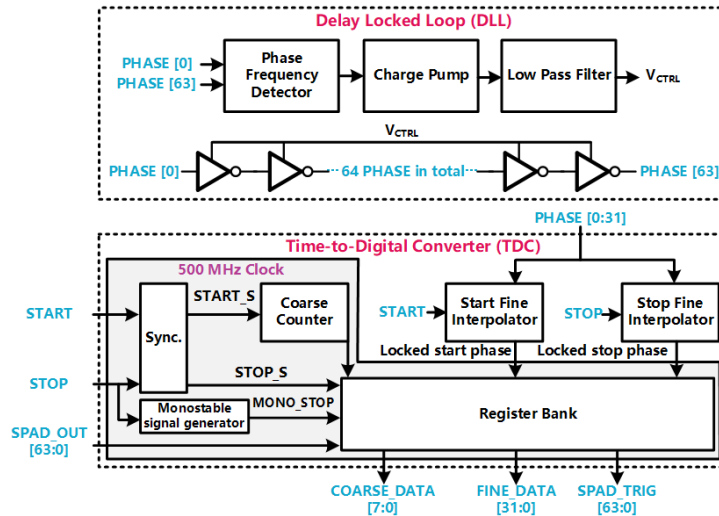 Delay Locked Loop (DLL)
PHASE [0]
PHASE [63]
Phase
Frequency
Detector
Charge Pump
Low Pass Filter
VCTRL
VCTRL
PHASE [0]
64 PHASE in total
PHASE [63]
PHASE [0:31]
Time-to-Digital Converter (TDC)
500 MHz Clock
START
STOP
SPAD_OUT
[63:0]
Sync.
START_S
Coarse
Counter
START
Start Fine
Interpolator
STOP
Stop Fine
Interpolator
Locked start phase
Locked stop phase
STOP_S
Monostable
signal generator
MONO_STOP
Register Bank
COARSE_DATA
[7:0]
FINE_DATA
[31:0]
SPAD_TRIG
[63:0]